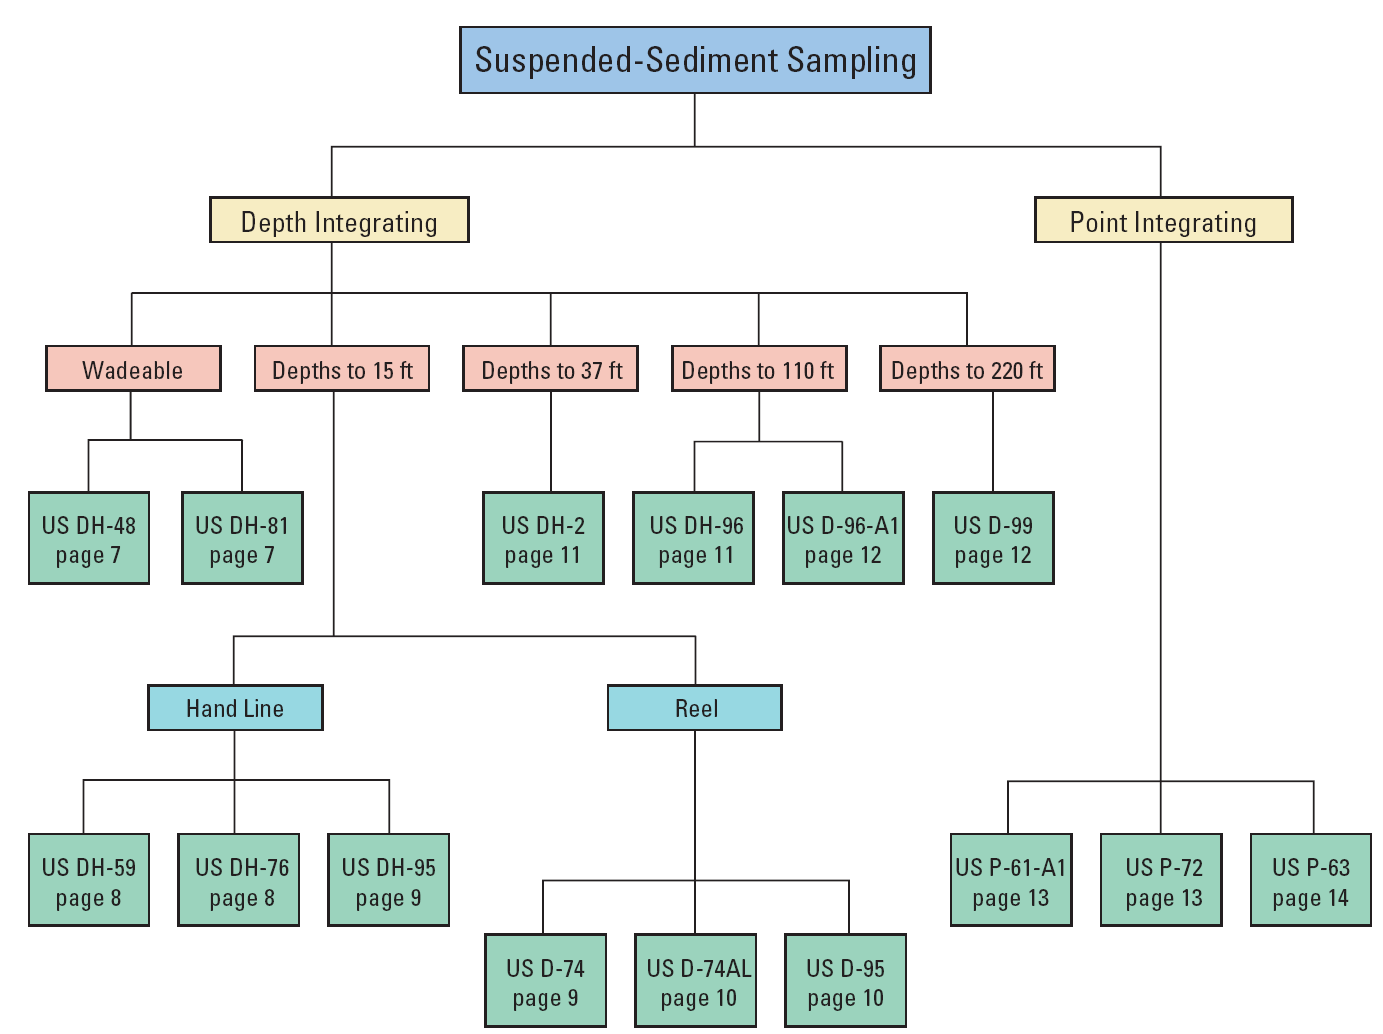 Suspended-Sediment Sampling
Depth Integrating
Point Integrating
Wadeable
Depths to 15 ft
Depths to 37 ft
Depths to 110 ft
Depths to 220 ft
US DH-48
page 7
US DH-81
page 7
US DH-2
page 11
US DH-96
page 11
US D-96-A1
page 12
US D-99
page 12
Hand Line
Reel
US DH-59
page 8
US DH-76
page 8
US DH-95
page 9
US P-61-A1
page 13
US P-72
page 13
US P-63
page 14
US D-74
page 9
US D-74AL
page 10
US D-95
page 10